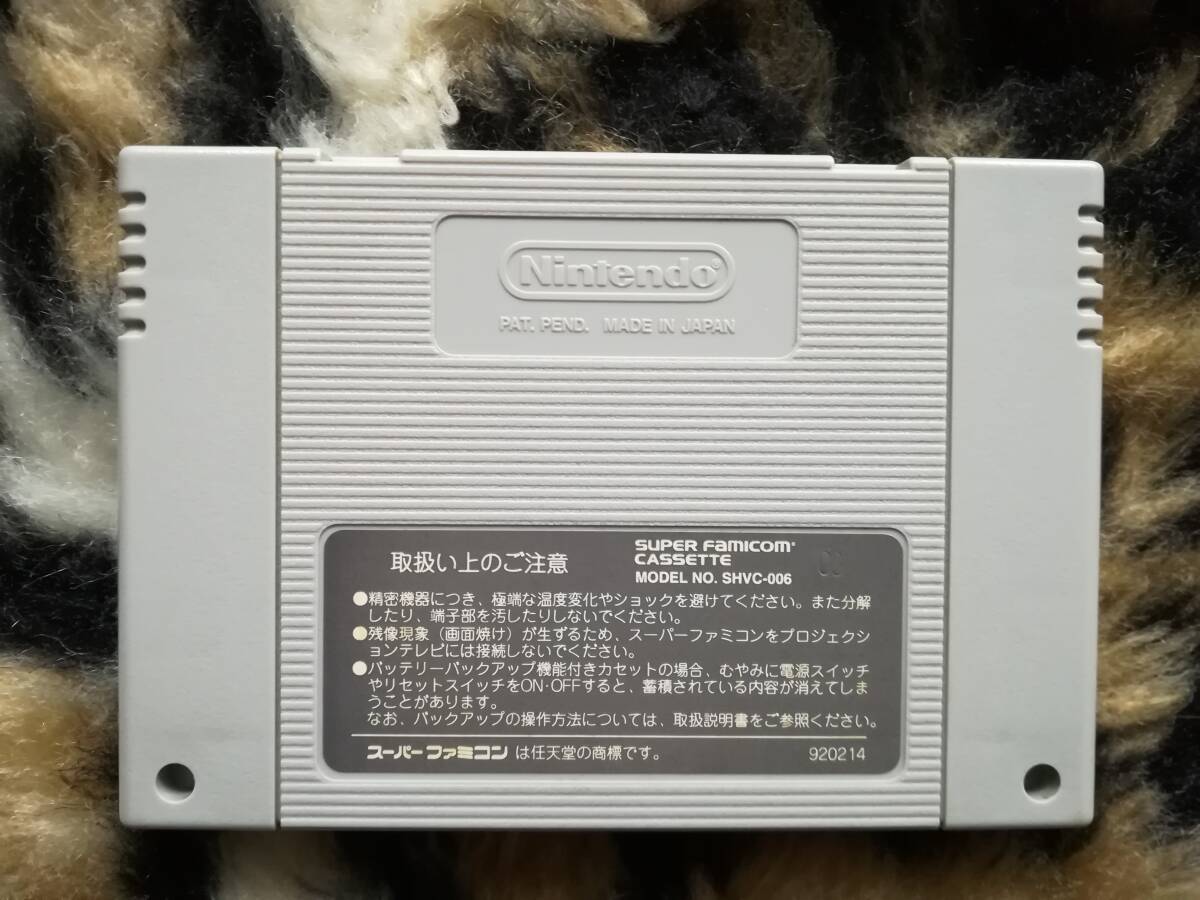 Nintendo®
PAT. PEND. MADE IN JAPAN
取扱い上のご注意
SUPER FAMICOM®
CASSETTE
MODEL NO. SHVC-006
●精密機器につき、極端な温度変化やショックを避けてください。また分解
したり、端子部を汚したりしないでください。
●残像現象（画面焼け）が生ずるため、スーパーファミコンをプロジェクシ
ョンテレビには接続しないでください。
●バッテリーバックアップ機能付きカセットの場合、むやみに電源スイッチ
やリセットスイッチをON・OFFすると、蓄積されている内容が消えてしま
うことがあります。
なお、バックアップの操作方法については、取扱説明書をご参照ください。
スーパーファミコン は任天堂の商標です。
920214